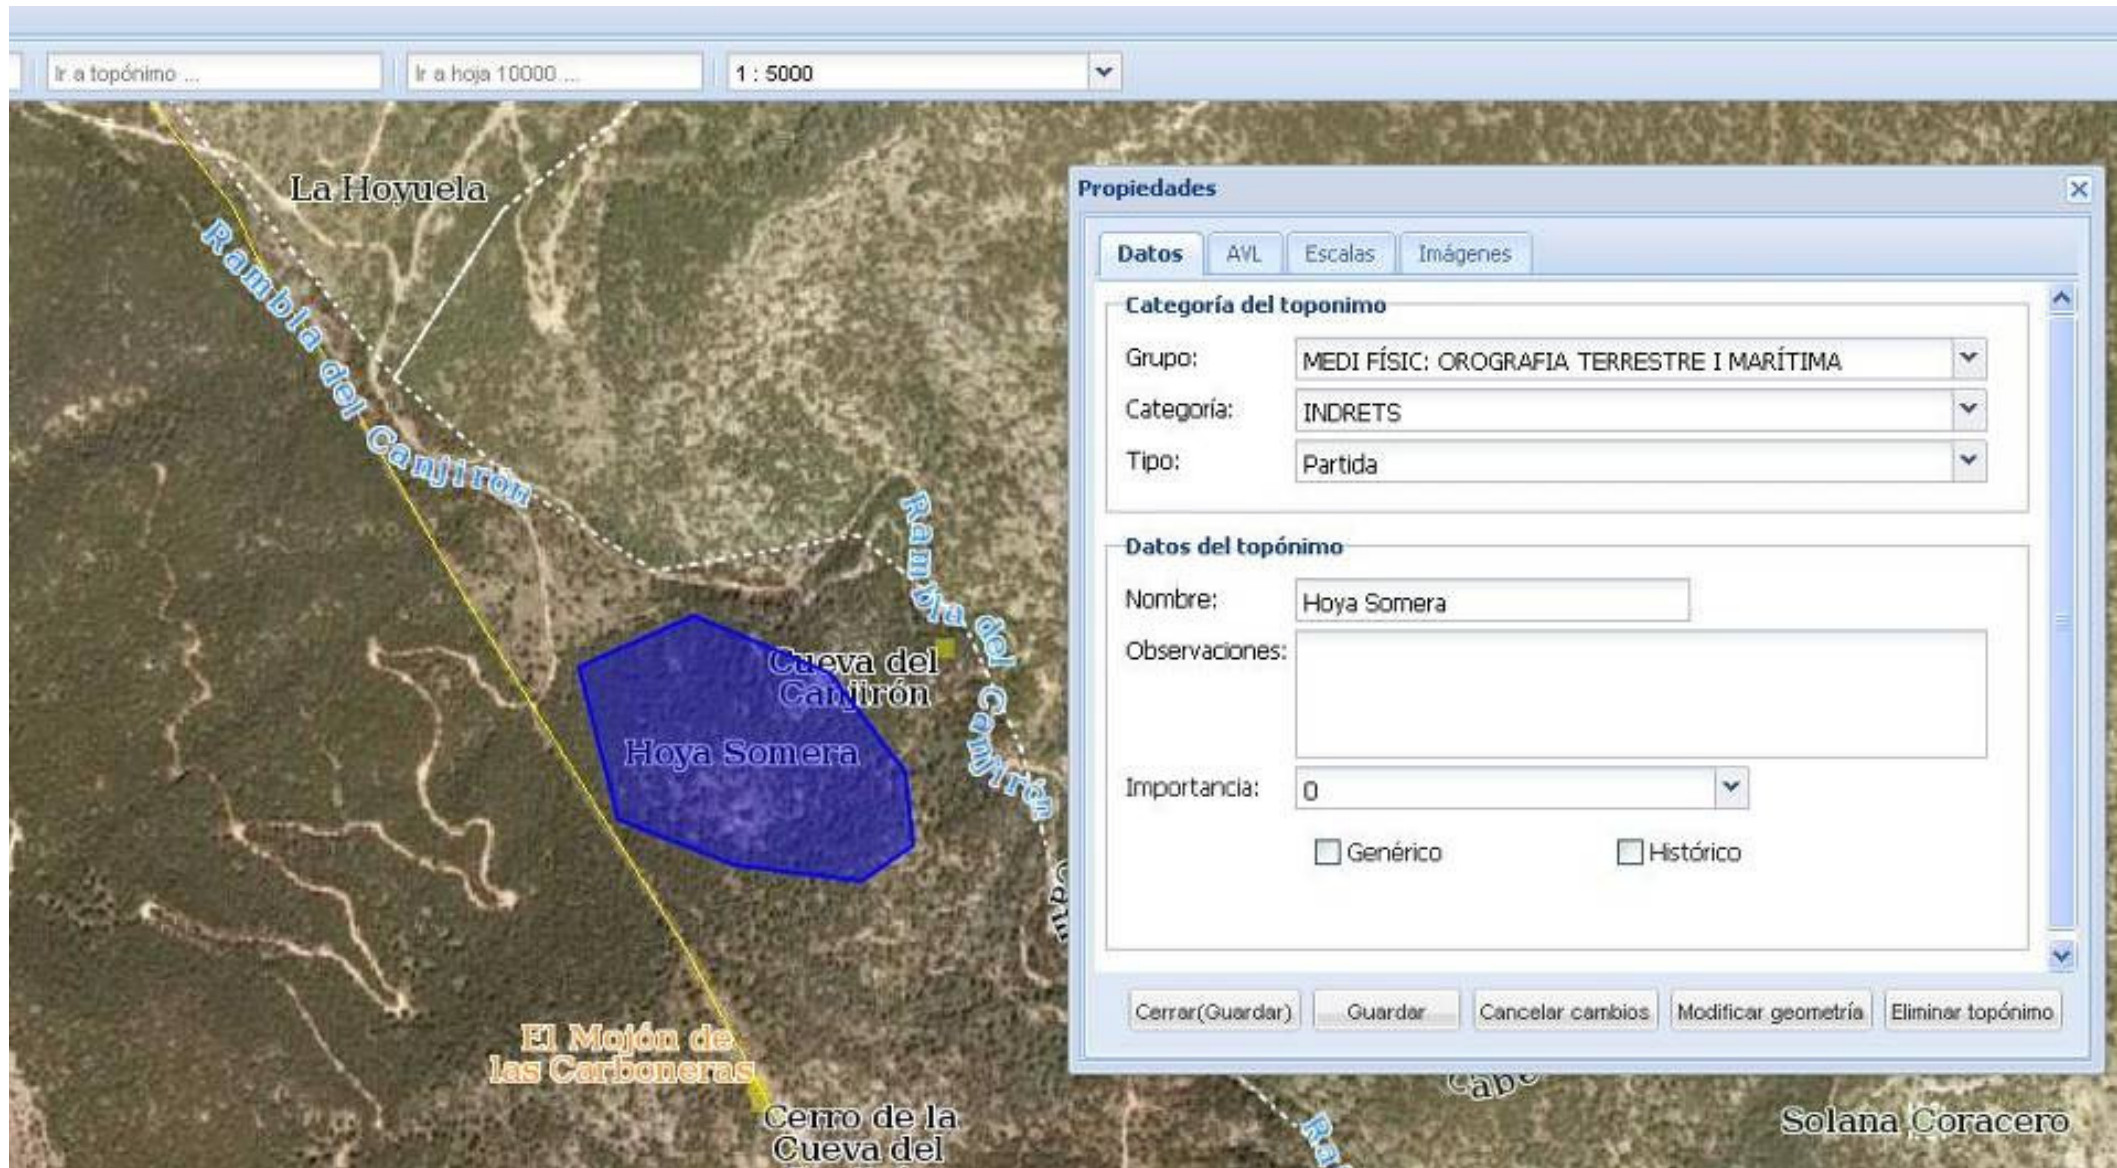 Ir a topónimo ...
Ir a hoja 10000 ...
1 : 5000
La Hoyuela
Rambla del Canjirón
Rambla del Canjirón
Cueva del
Canjirón
Hoya Somera
El Mojón de
las Carboneras
Cerro de la
Cueva del
Solana Coracero
Propiedades
Datos
AVL
Escalas
Imágenes
Categoría del toponimo
Grupo:
MEDI FÍSIC: OROGRAFIA TERRESTRE I MARÍTIMA
Categoría:
INDRETS
Tipo:
Partida
Datos del topónimo
Nombre:
Hoya Somera
Observaciones:
Importancia:
0
Genérico
Histórico
Cerrar(Guardar)
Guardar
Cancelar cambios
Modificar geometría
Eliminar topónimo